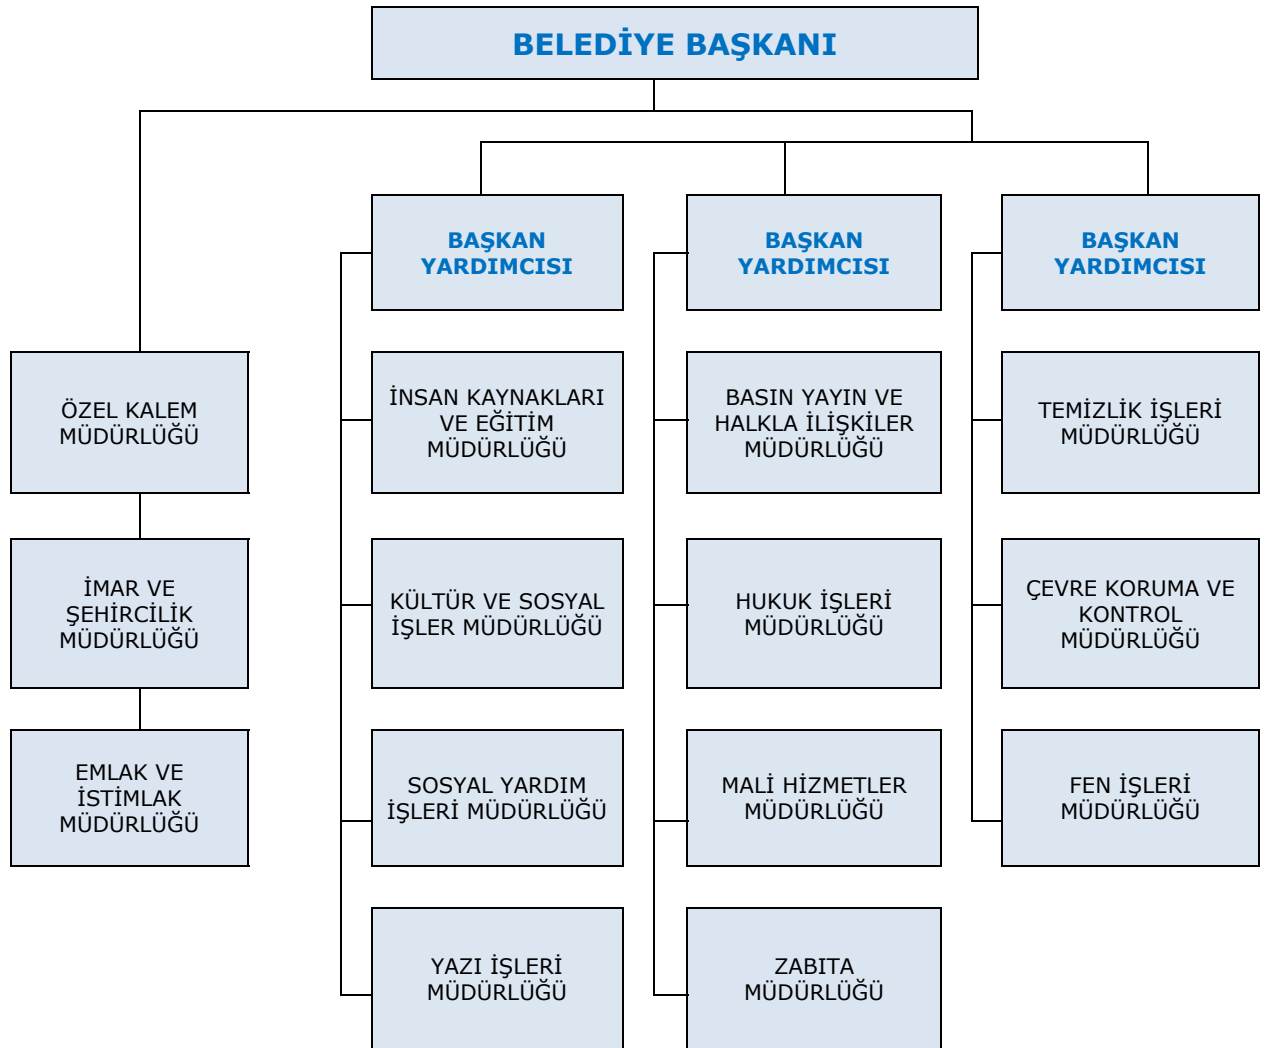 BELEDİYE BAŞKANI
BAŞKAN
YARDIMCISI
BAŞKAN
YARDIMCISI
BAŞKAN
YARDIMCISI
ÖZEL KALEM
MÜDÜRLÜĞÜ
İNSAN KAYNAKLARI
VE EĞİTİM
MÜDÜRLÜĞÜ
BASIN YAYIN VE
HALKLA İLİŞKİLER
MÜDÜRLÜĞÜ
TEMİZLİK İŞLERİ
MÜDÜRLÜĞÜ
İMAR VE
ŞEHİRCİLİK
MÜDÜRLÜĞÜ
KÜLTÜR VE SOSYAL
İŞLER MÜDÜRLÜĞÜ
HUKUK İŞLERİ
MÜDÜRLÜĞÜ
ÇEVRE KORUMA VE
KONTROL
MÜDÜRLÜĞÜ
EMLAK VE
İSTİMLAK
MÜDÜRLÜĞÜ
SOSYAL YARDIM
İŞLERİ MÜDÜRLÜĞÜ
MALİ HİZMETLER
MÜDÜRLÜĞÜ
FEN İŞLERİ
MÜDÜRLÜĞÜ
YAZI İŞLERİ
MÜDÜRLÜĞÜ
ZABITA
MÜDÜRLÜĞÜ